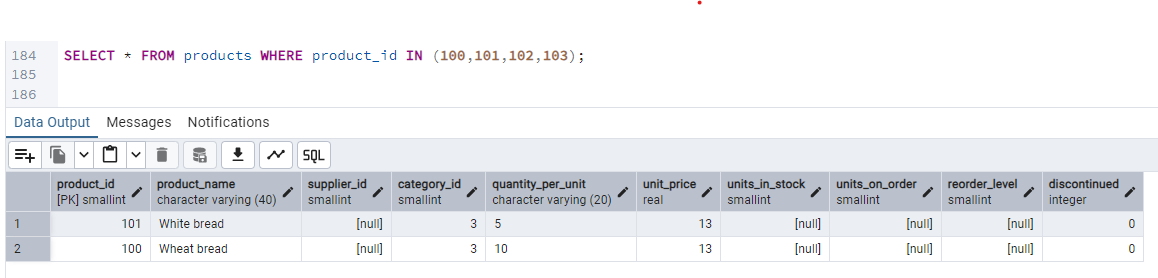 184 SELECT * FROM products WHERE product_id IN (100,101,102,103);
185
186
Data Output Messages Notifications
SQL
product_id product_name supplier_id category_id quantity_per_unit unit_price units_in_stock units_on_order reorder_level discontinued
[PK] smallint character varying (40) smallint smallint character varying (20) real smallint smallint smallint integer
1 101 White bread [null] 3 5 13 [null] [null] [null] 0
2 100 Wheat bread [null] 3 10 13 [null] [null] [null] 0